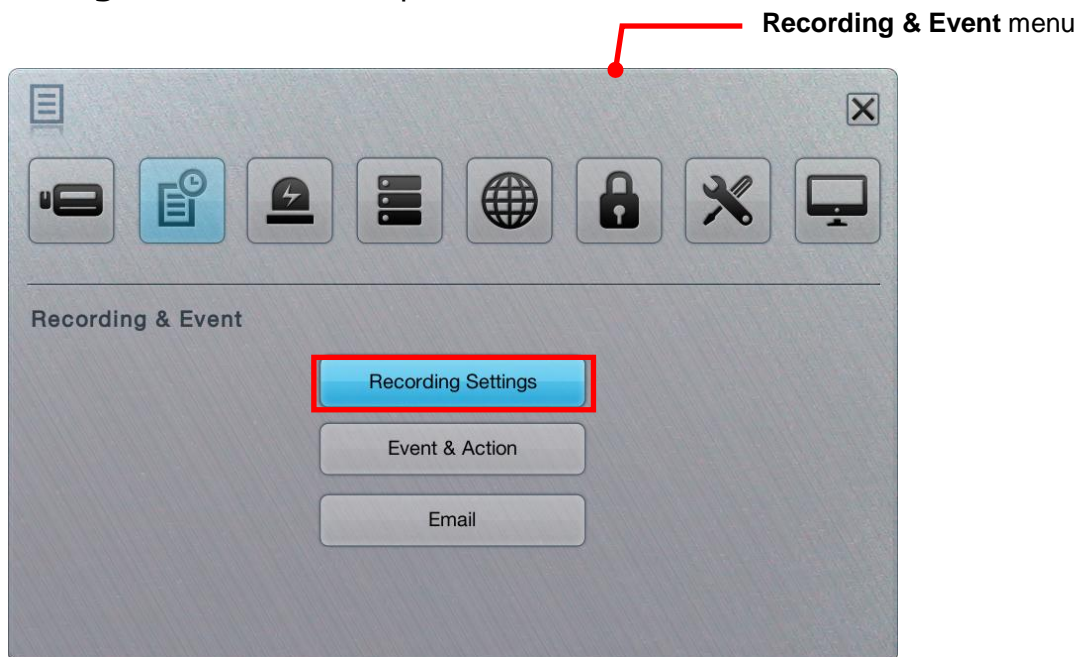 Recording & Event menu
Recording & Event
Recording Settings
Event & Action
Email